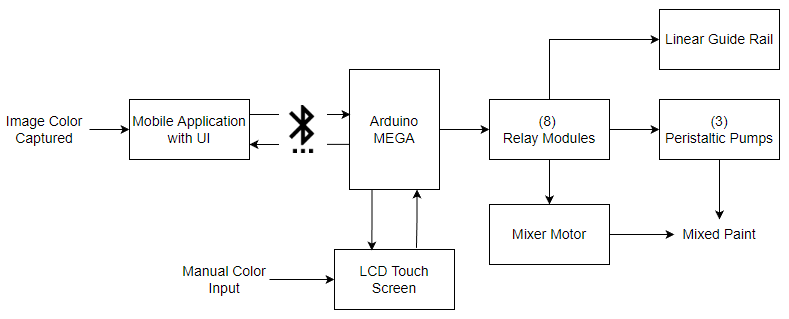 Linear Guide Rail
Image Color
Captured
Mobile Application
with UI
Arduino
MEGA
(8)
Relay Modules
(3)
Peristaltic Pumps
Mixer Motor
Mixed Paint
Manual Color
Input
LCD Touch
Screen